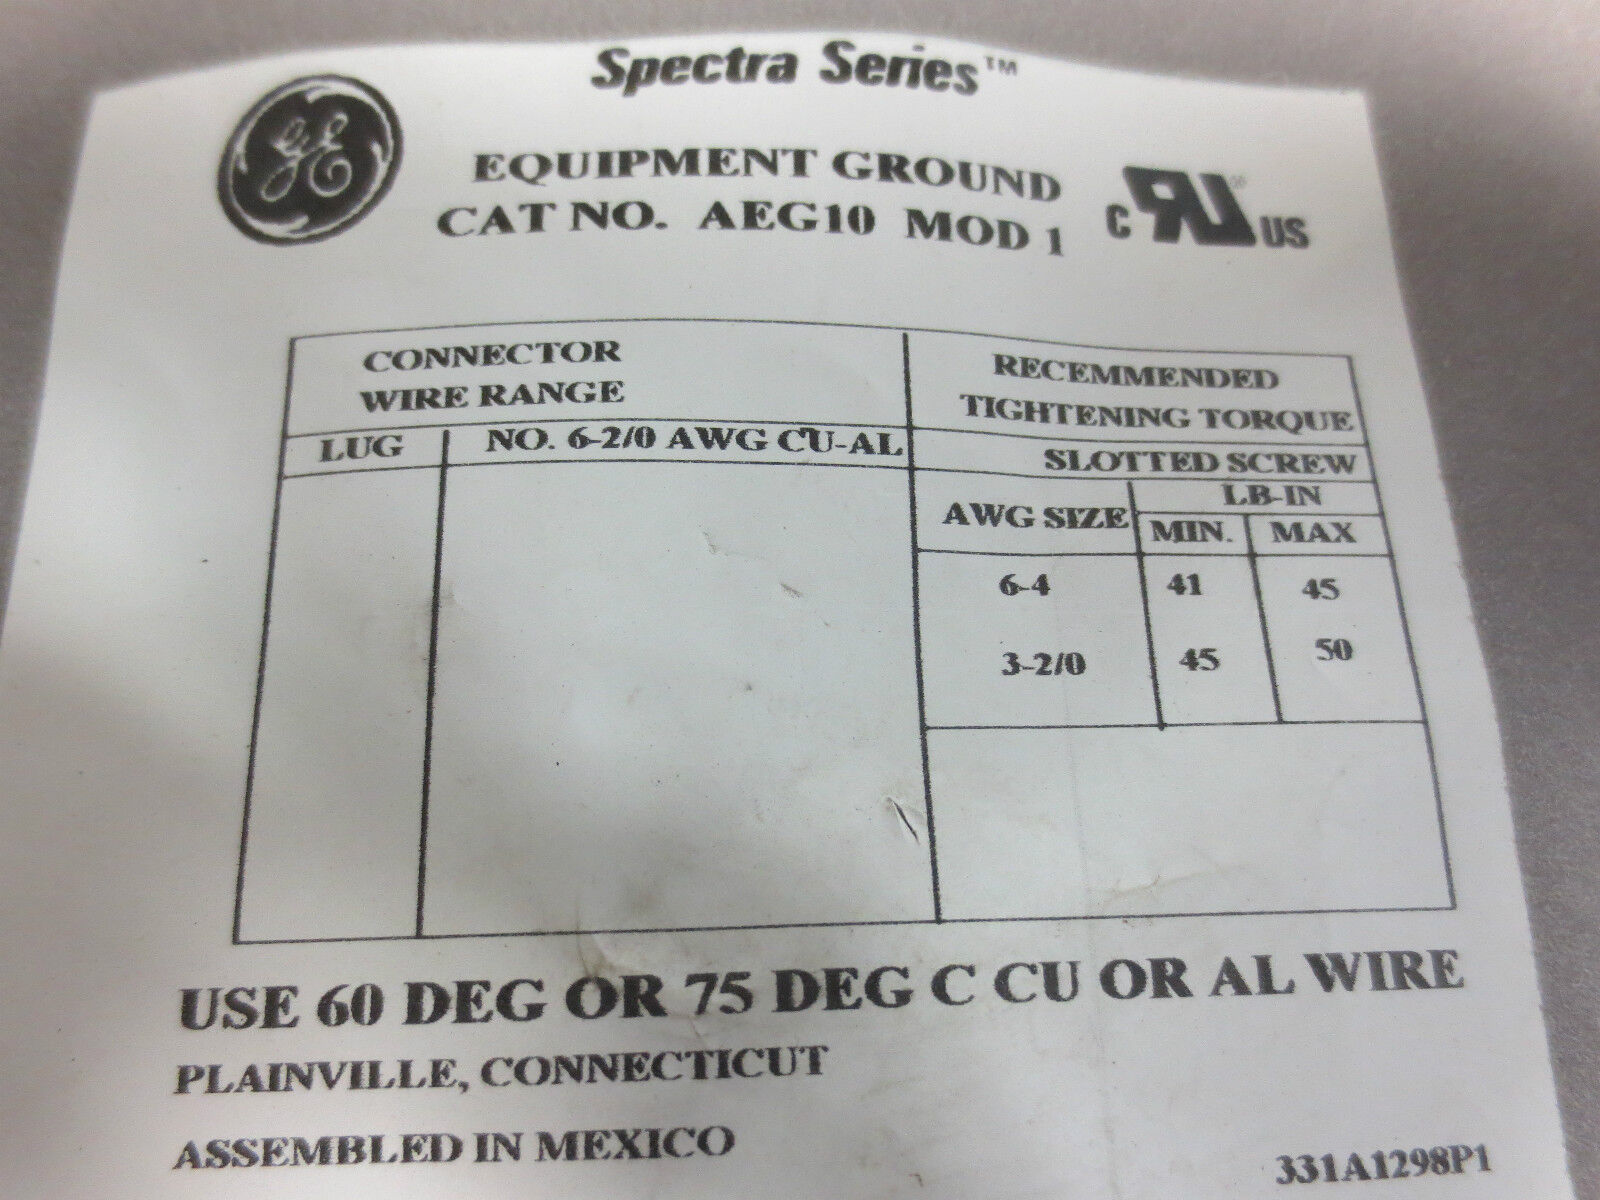 Spectra Series™
GE
EQUIPMENT GROUND
CAT NO. AEG10 MOD 1
C RU® US
CONNECTOR
WIRE RANGE
RECEMMENDED
TIGHTENING TORQUE
LUG NO. 6-2/0 AWG CU-AL
SLOTTED SCREW
AWG SIZE LB-IN
MIN. MAX
6-4 41 45
3-2/0 45 50
USE 60 DEG OR 75 DEG C CU OR AL WIRE
PLAINVILLE, CONNECTICUT
ASSEMBLED IN MEXICO
331A1298P1